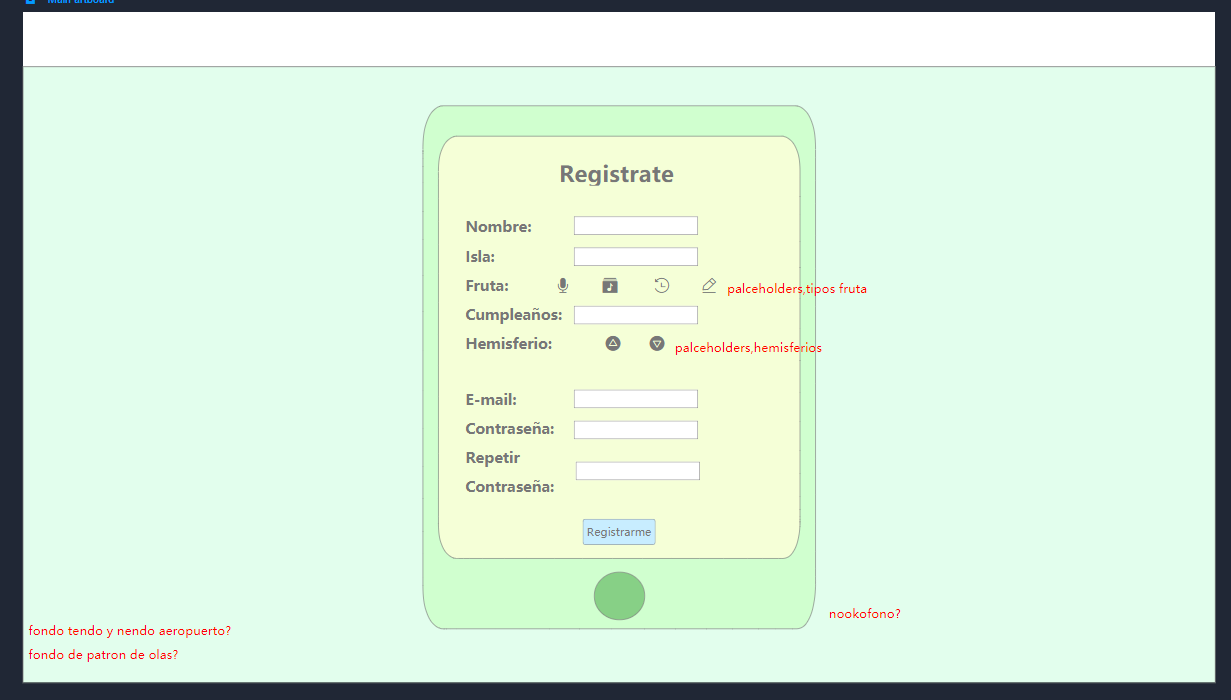 Main artboard
Registrate
Nombre:
Isla:
Fruta:
palceholders,tipos fruta
Cumpleaños:
Hemisferio:
palceholders,hemisferios
E-mail:
Contraseña:
Repetir
Contraseña:
Registrarme
nookofono?
fondo tendo y nendo aeropuerto?
fondo de patron de olas?